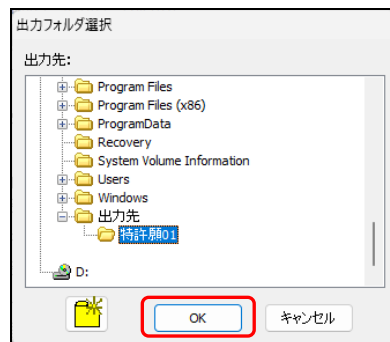 出力フォルダ選択
出力先:
Program Files
Program Files (x86)
ProgramData
Recovery
System Volume Information
Users
Windows
出力先
特許願01
D:
OK
キャンセル